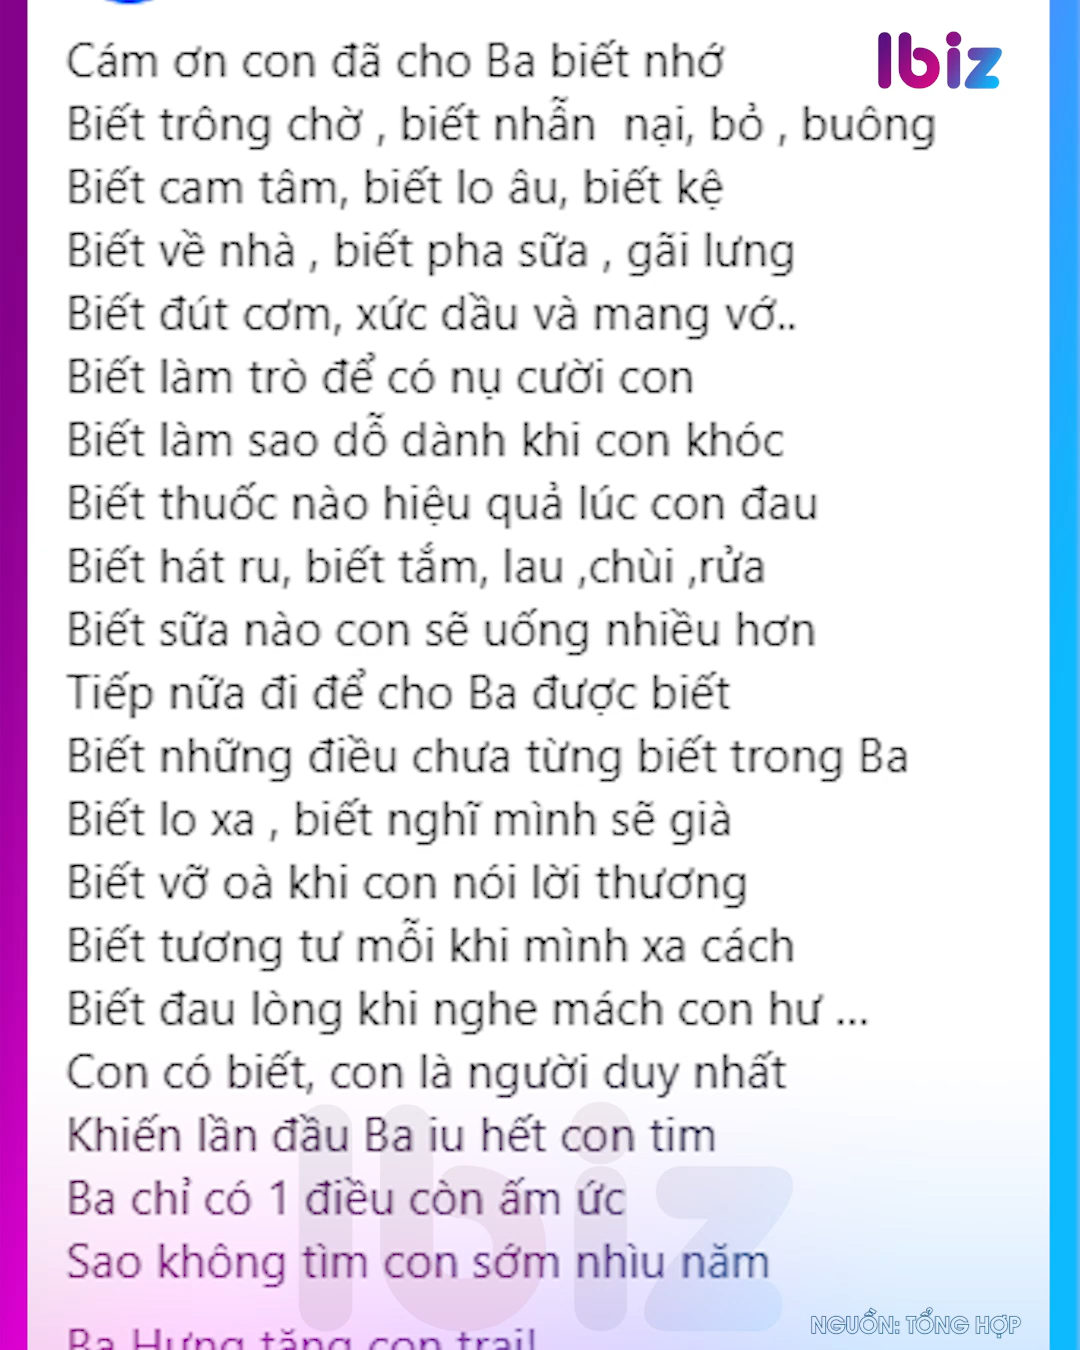 Ibiz
Cám ơn con đã cho Ba biết nhớ
Biết trông chờ , biết nhẫn  nại, bỏ , buông
Biết cam tâm, biết lo âu, biết kệ
Biết về nhà , biết pha sữa , gãi lưng
Biết đút cơm, xức dầu và mang vớ..
Biết làm trò để có nụ cười con
Biết làm sao dỗ dành khi con khóc
Biết thuốc nào hiệu quả lúc con đau
Biết hát ru, biết tắm, lau ,chùi ,rửa
Biết sữa nào con sẽ uống nhiều hơn
Tiếp nữa đi để cho Ba được biết
Biết những điều chưa từng biết trong Ba
Biết lo xa , biết nghĩ mình sẽ già
Biết vỡ oà khi con nói lời thương
Biết tương tư mỗi khi mình xa cách
Biết đau lòng khi nghe mách con hư ...
Con có biết, con là người duy nhất
Khiến lần đầu Ba iu hết con tim
Ba chỉ có 1 điều còn ấm ức
Sao không tìm con sớm nhìu năm
Ibiz
Ba Hưng tặng con trai!
NGUỒN: TỔNG HỢP